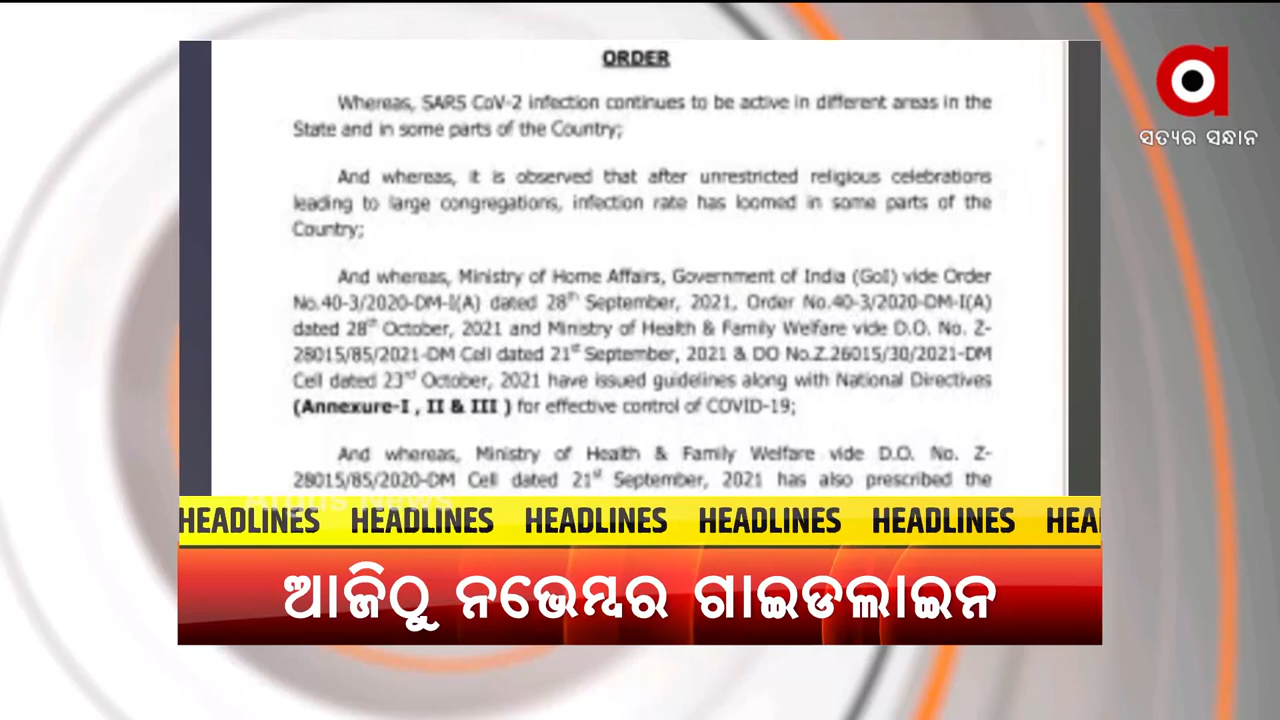 ORDER
Whereas, SARS CoV-2 infection continues to be active in different areas in the
State and in some parts of the Country;
And whereas, it is observed that after unrestricted religious celebrations
leading to large congregations, infection rate has loomed in some parts of the
Country;
And whereas, Ministry of Home Affairs, Government of India (GoI) vide Order
No.40-3/2020-DM-I(A) dated 28th September, 2021, Order No.40-3/2020-DM-I(A)
dated 28st October, 2021 and Ministry of Health & Family Welfare vide D.O. No. Z-
28015/85/2021-DM Cell dated 21st September, 2021 & DO No.Z.26015/30/2021-DM
Cell dated 23rd October, 2021 have issued guidelines along with National Directives
(Annexure-I , II & III ) for effective control of COVID-19;
And whereas, Ministry of Health & Family Welfare vide D.O. No. Z-
28015/85/2020-DM Cell dated 21st September, 2021 has also prescribed the
ସତ୍ୟର ସନ୍ଧାନ
Argus News
HEADLINES HEADLINES HEADLINES HEADLINES HEADLINES HEA
ଆଜିଠୁ ନଭେମ୍ବର ଗାଇଡଲାଇନ